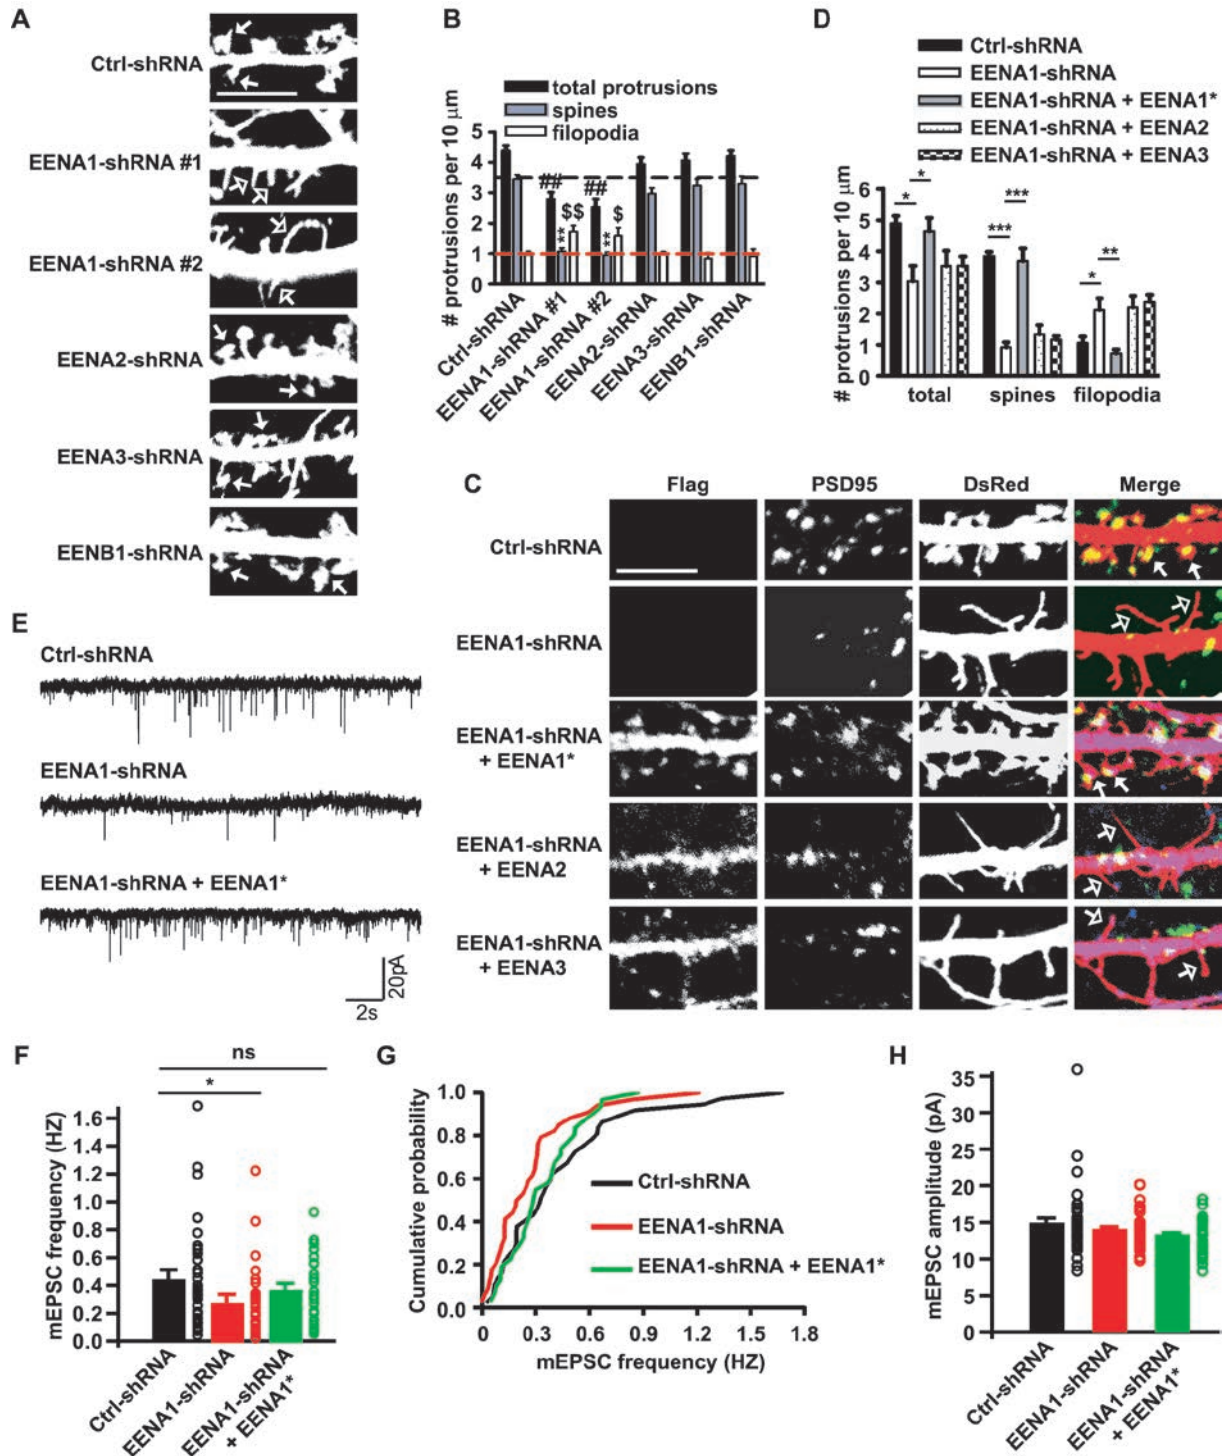 A
Ctrl-shRNA
EENA1-shRNA #1
EENA1-shRNA #2
EENA2-shRNA
EENA3-shRNA
EENB1-shRNA
B
total protrusions
spines
filopodia
# protrusions per 10 μm
5
4
3
2
1
0
##
**
$$
##
**
$
Ctrl-shRNA
EENA1-shRNA #1
EENA1-shRNA #2
EENA2-shRNA
EENA3-shRNA
EENB1-shRNA
D
Ctrl-shRNA
EENA1-shRNA
EENA1-shRNA + EENA1*
EENA1-shRNA + EENA2
EENA1-shRNA + EENA3
# protrusions per 10 μm
6
5
4
3
2
1
0
* *
*** ***
* **
total spines filopodia
C
Flag PSD95 DsRed Merge
Ctrl-shRNA
EENA1-shRNA
EENA1-shRNA
+ EENA1*
EENA1-shRNA
+ EENA2
EENA1-shRNA
+ EENA3
E
Ctrl-shRNA
EENA1-shRNA
EENA1-shRNA + EENA1*
20pA
2s
F
ns
*
mEPSC frequency (HZ)
1.6
1.4
1.2
1.0
0.8
0.6
0.4
0.2
0.0
Ctrl-shRNA
EENA1-shRNA
EENA1-shRNA
+ EENA1*
G
Cumulative probability
1.0
0.8
0.6
0.4
0.2
0.0
Ctrl-shRNA
EENA1-shRNA
EENA1-shRNA + EENA1*
0 0.3 0.6 0.9 1.2 1.5 1.8
mEPSC frequency (HZ)
H
mEPSC amplitude (pA)
35
30
25
20
15
10
5
0
Ctrl-shRNA
EENA1-shRNA
EENA1-shRNA
+ EENA1*